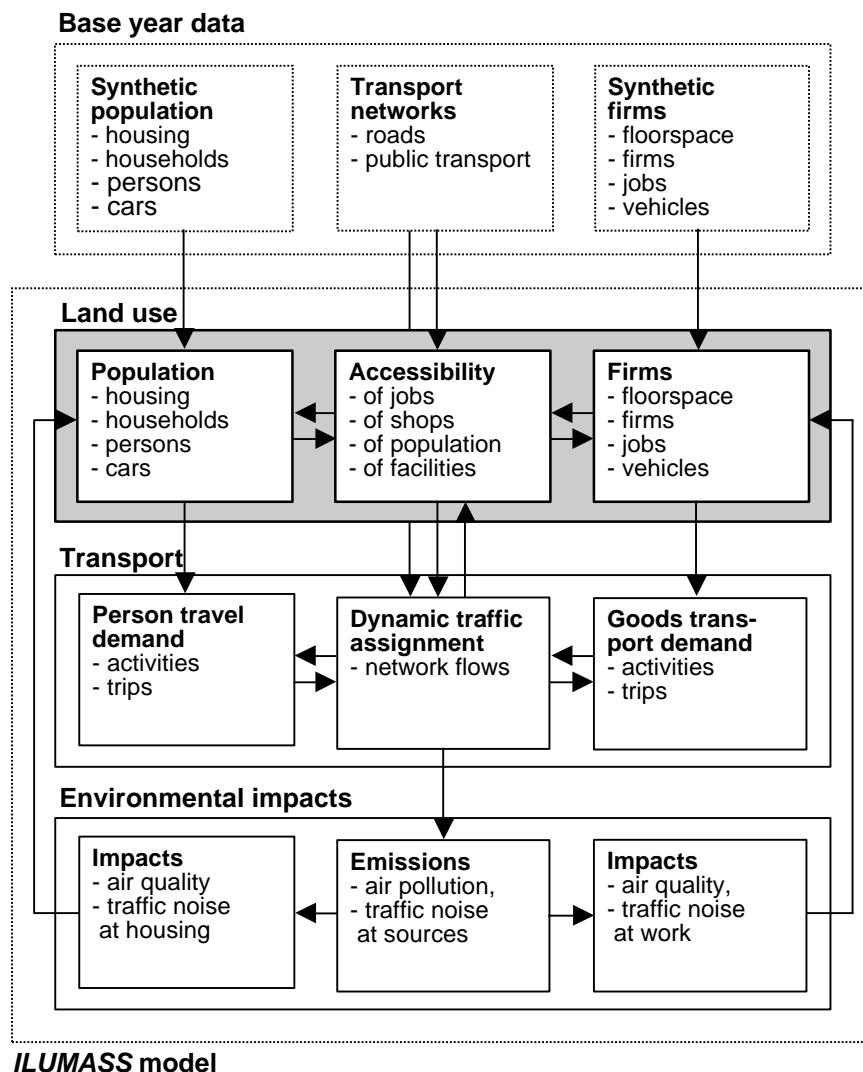 Base year data
Synthetic
population
- housing
- households
- persons
- cars
Transport
networks
- roads
- public transport
Synthetic
firms
- floorspace
- firms
- jobs
- vehicles
Land use
Population
- housing
- households
- persons
- cars
Accessibility
- of jobs
- of shops
- of population
- of facilities
Firms
- floorspace
- firms
- jobs
- vehicles
Transport
Person travel
demand
- activities
- trips
Dynamic traffic
assignment
- network flows
Goods trans-
port demand
- activities
- trips
Environmental impacts
Impacts
- air quality
- traffic noise
at housing
Emissions
- air pollution,
- traffic noise
at sources
Impacts
- air quality,
- traffic noise
at work
ILUMASS model